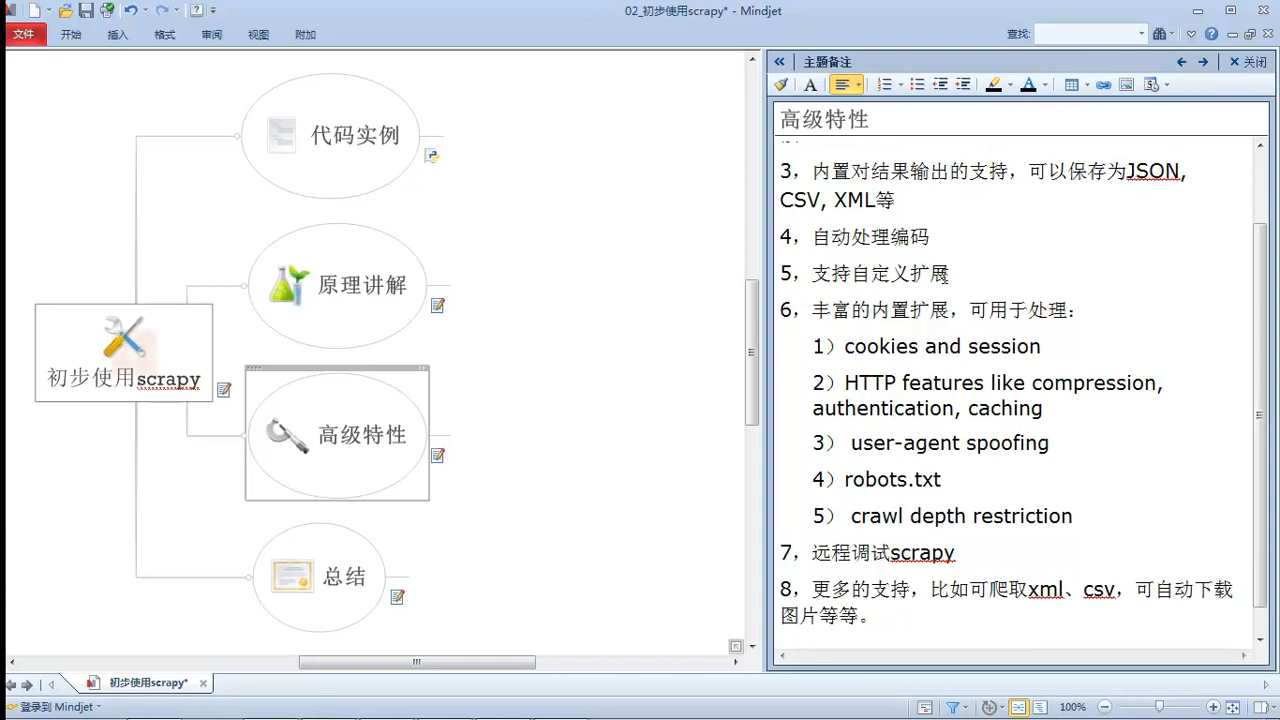 02_初步使用scrapy* - Mindjet
文件 开始 插入 格式 审阅 视图 附加 查找:
代码实例
原理讲解
初步使用scrapy
高级特性
总结
主题备注 关闭
高级特性
3，内置对结果输出的支持，可以保存为JSON,
CSV, XML等
4，自动处理编码
5，支持自定义扩展
6，丰富的内置扩展，可用于处理：
1）cookies and session
2）HTTP features like compression,
authentication, caching
3） user-agent spoofing
4）robots.txt
5） crawl depth restriction
7，远程调试scrapy
8，更多的支持，比如可爬取xml、csv，可自动下载
图片等等。
初步使用scrapy*
登录到 Mindjet 100%